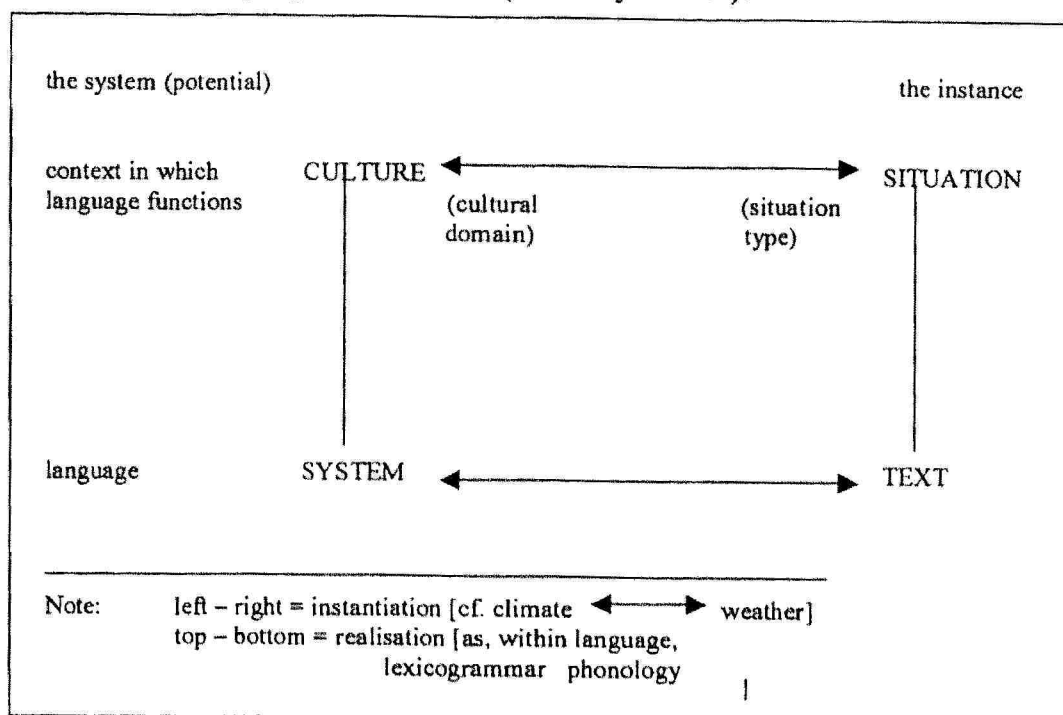 the system (potential)
the instance
context in which
language functions
CULTURE
SITUATION
(cultural
domain)
(situation
type)
language
SYSTEM
TEXT
Note: left – right = instantiation [cf. climate weather]
top – bottom = realisation [as, within language,
lexicogrammar phonology
]